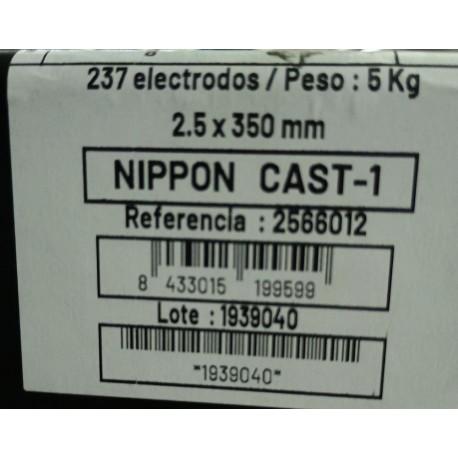 237 electrodos / Peso : 5 Kg
2.5 x 350 mm
NIPPON CAST-1
Referencia : 2566012
8 433015 199599
Lote : 1939040
"1939040"